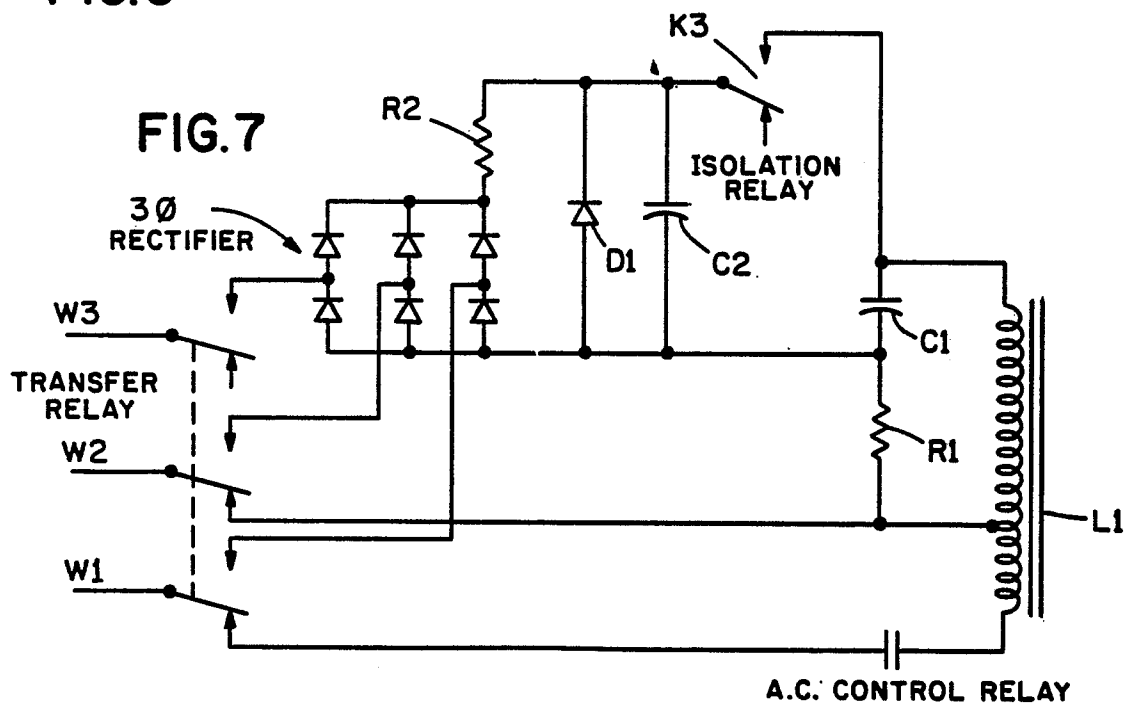 K3
R2
FIG.7
ISOLATION
RELAY
3Ø
RECTIFIER
D1
C2
W3
C1
TRANSFER
RELAY
W2
R1
L1
W1
A.C. CONTROL RELAY